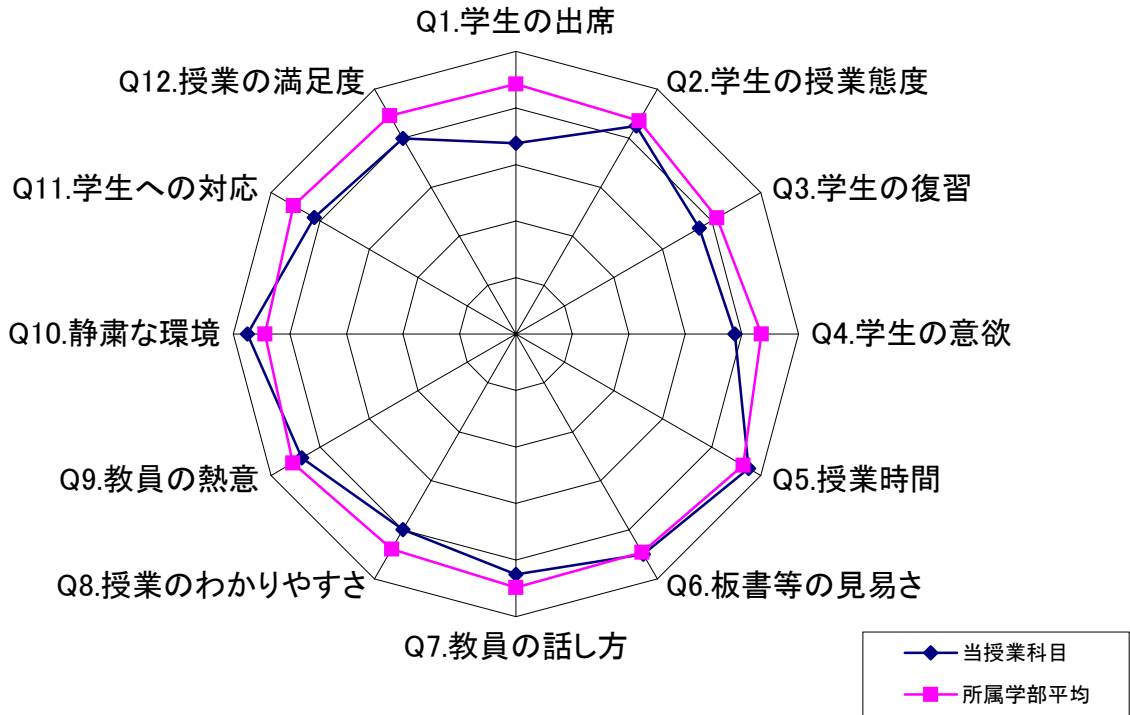 Q1.学生の出席
Q2.学生の授業態度
Q3.学生の復習
Q4.学生の意欲
Q5.授業時間
Q6.板書等の見易さ
Q7.教員の話し方
Q8.授業のわかりやすさ
Q9.教員の熱意
Q10.静粛な環境
Q11.学生への対応
Q12.授業の満足度
当授業科目
所属学部平均